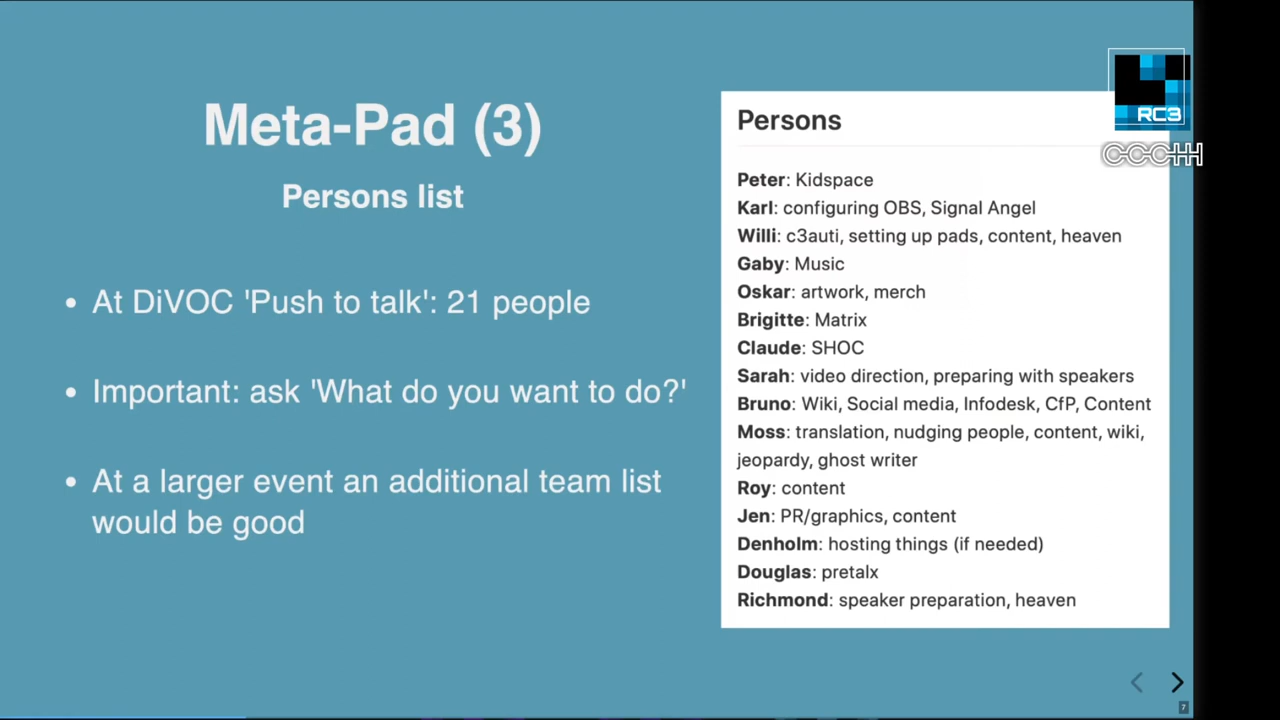 Meta-Pad (3)
Persons list
• At DiVOC 'Push to talk': 21 people
• Important: ask 'What do you want to do?'
• At a larger event an additional team list
would be good
Persons
Peter: Kidspace
Karl: configuring OBS, Signal Angel
Willi: c3auti, setting up pads, content, heaven
Gaby: Music
Oskar: artwork, merch
Brigitte: Matrix
Claude: SHOC
Sarah: video direction, preparing with speakers
Bruno: Wiki, Social media, Infodesk, CfP, Content
Moss: translation, nudging people, content, wiki,
jeopardy, ghost writer
Roy: content
Jen: PR/graphics, content
Denholm: hosting things (if needed)
Douglas: pretalx
Richmond: speaker preparation, heaven
RC3
CCCHH
7